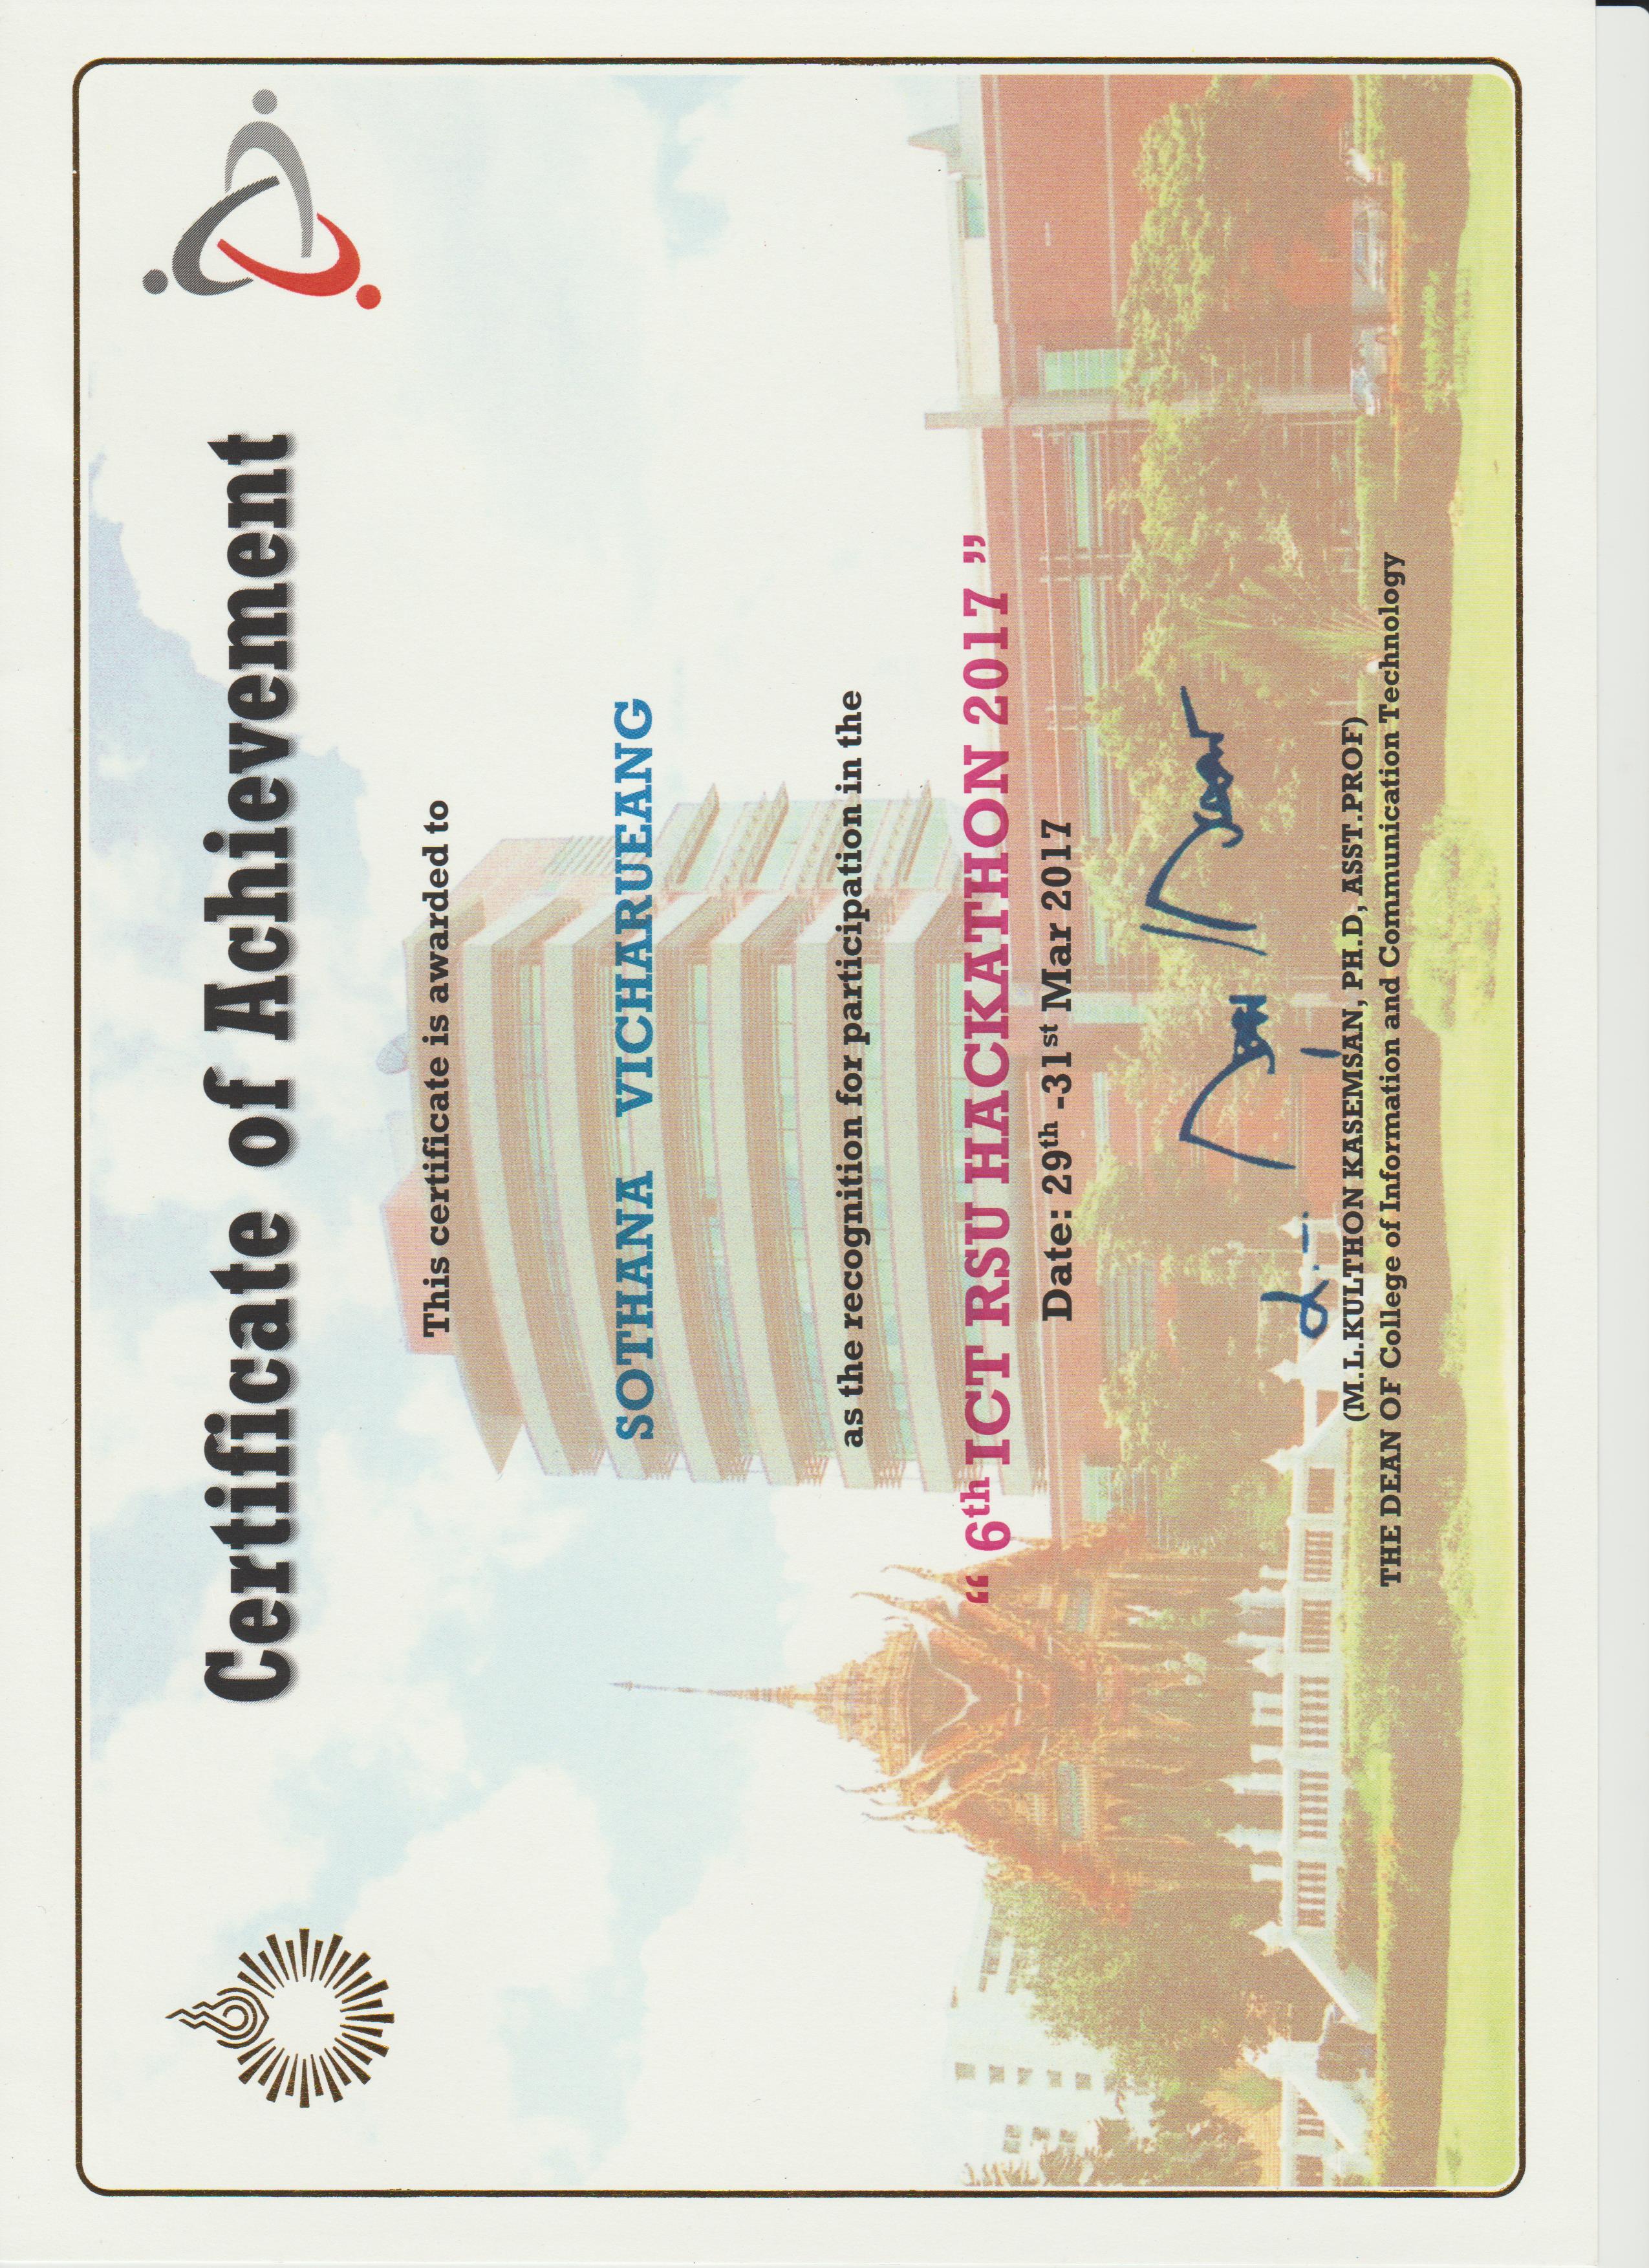 Certificate of Achievement
This certificate is awarded to
SOTHANA VICHARUEANG
as the recognition for participation in the
“ 6th ICT RSU HACKATHON 2017 ”
Date: 29th -31st Mar 2017
(M.L.KULTHON KASEMSAN, PH.D, ASST.PROF)
THE DEAN OF College of Information and Communication Technology